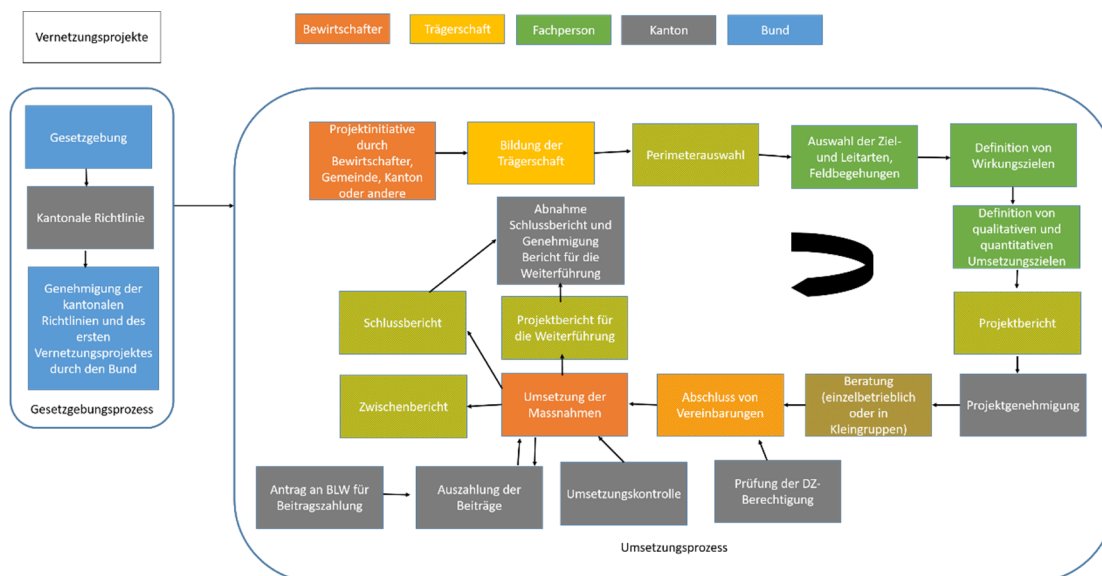 Vernetzungsprojekte
Bewirtschafter
Trägerschaft
Fachperson
Kanton
Bund
Gesetzgebung
Kantonale Richtlinie
Genehmigung der
kantonalen
Richtlinien und des
ersten
Vernetzungsprojektes
durch den Bund
Gesetzgebungsprozess
Projektinitiative
durch
Bewirtschafter,
Gemeinde, Kanton
oder andere
Bildung der
Trägerschaft
Perimeterauswahl
Auswahl der Ziel-
und Leitarten,
Feldbegehungen
Definition von
Wirkungszielen
Definition von
qualitativen und
quantitativen
Umsetzungszielen
Projektbericht
Projektgenehmigung
Beratung
(einzelbetrieblich
oder in
Kleingruppen)
Abschluss von
Vereinbarungen
Umsetzung der
Massnahmen
Zwischenbericht
Schlussbericht
Projektbericht für
die Weiterführung
Abnahme
Schlussbericht und
Genehmigung
Bericht für die
Weiterführung
Antrag an BLW für
Beitragszahlung
Auszahlung der
Beiträge
Umsetzungskontrolle
Prüfung der DZ-
Berechtigung
Umsetzungsprozess